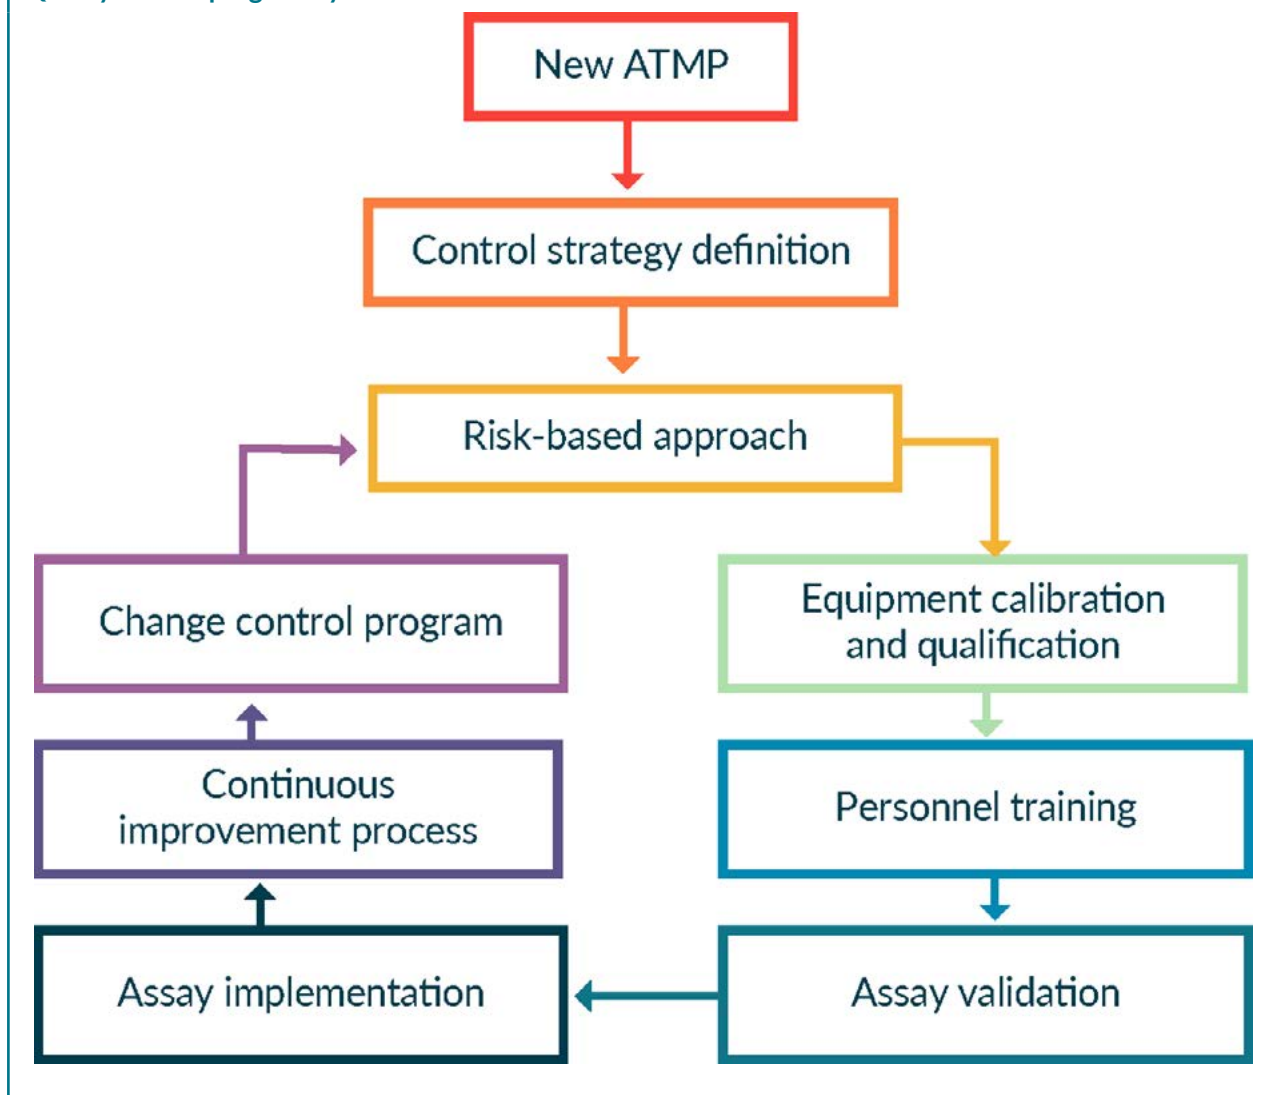 New ATMP
Control strategy definition
Risk-based approach
Change control program
Equipment calibration
and qualification
Continuous
improvement process
Personnel training
Assay implementation
Assay validation